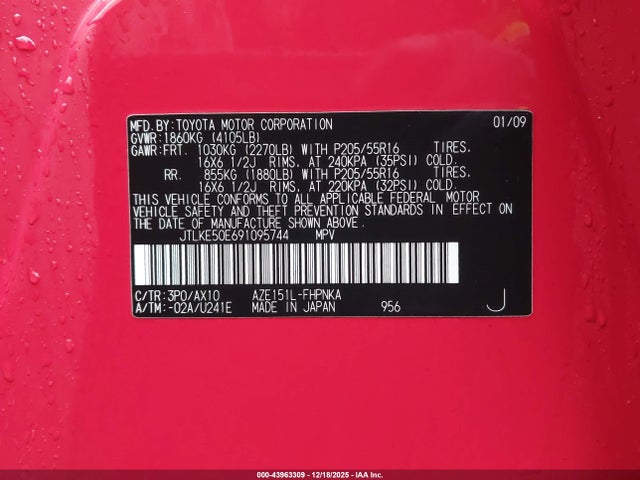 MFD.BY:TOYOTA MOTOR CORPORATION 01/09
GVWR:1860KG (4105LB)
GAWR:FRT. 1030KG (2270LB) WITH P205/55R16 TIRES.
16X6 1/2J RIMS. AT 240KPA (35PSI) COLD.
RR. 855KG (1880LB) WITH P205/55R16 TIRES.
16X6 1/2J RIMS. AT 220KPA (32PSI) COLD.
THIS VEHICLE CONFORMS TO ALL APPLICABLE FEDERAL MOTOR
VEHICLE SAFETY AND THEFT PREVENTION STANDARDS IN EFFECT ON
THE DATE OF MANUFACTURE SHOWN ABOVE.
JTLKE50E691095744 MPV
C/TR:3P0/AX10 AZE151L-FHPNKA
A/TM:-02A/U241E MADE IN JAPAN 956 J
000-43963309 - 12/18/2025 - IAA Inc.